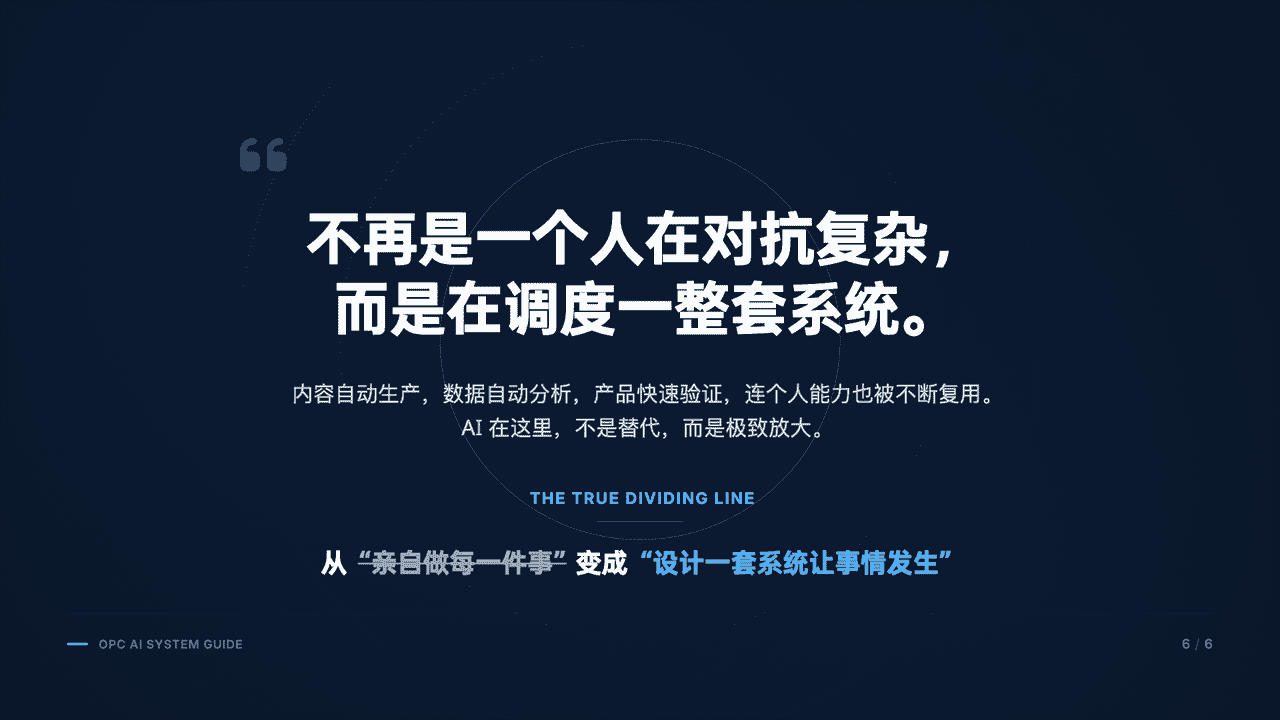 不再是一个人在对抗复杂，
而是在调度一整套系统。
内容自动生产，数据自动分析，产品快速验证，连个人能力也被不断复用。
AI 在这里，不是替代，而是极致放大。
THE TRUE DIVIDING LINE
从 “亲自做每一件事” 变成 “设计一套系统让事情发生”
OPC AI SYSTEM GUIDE
6 / 6